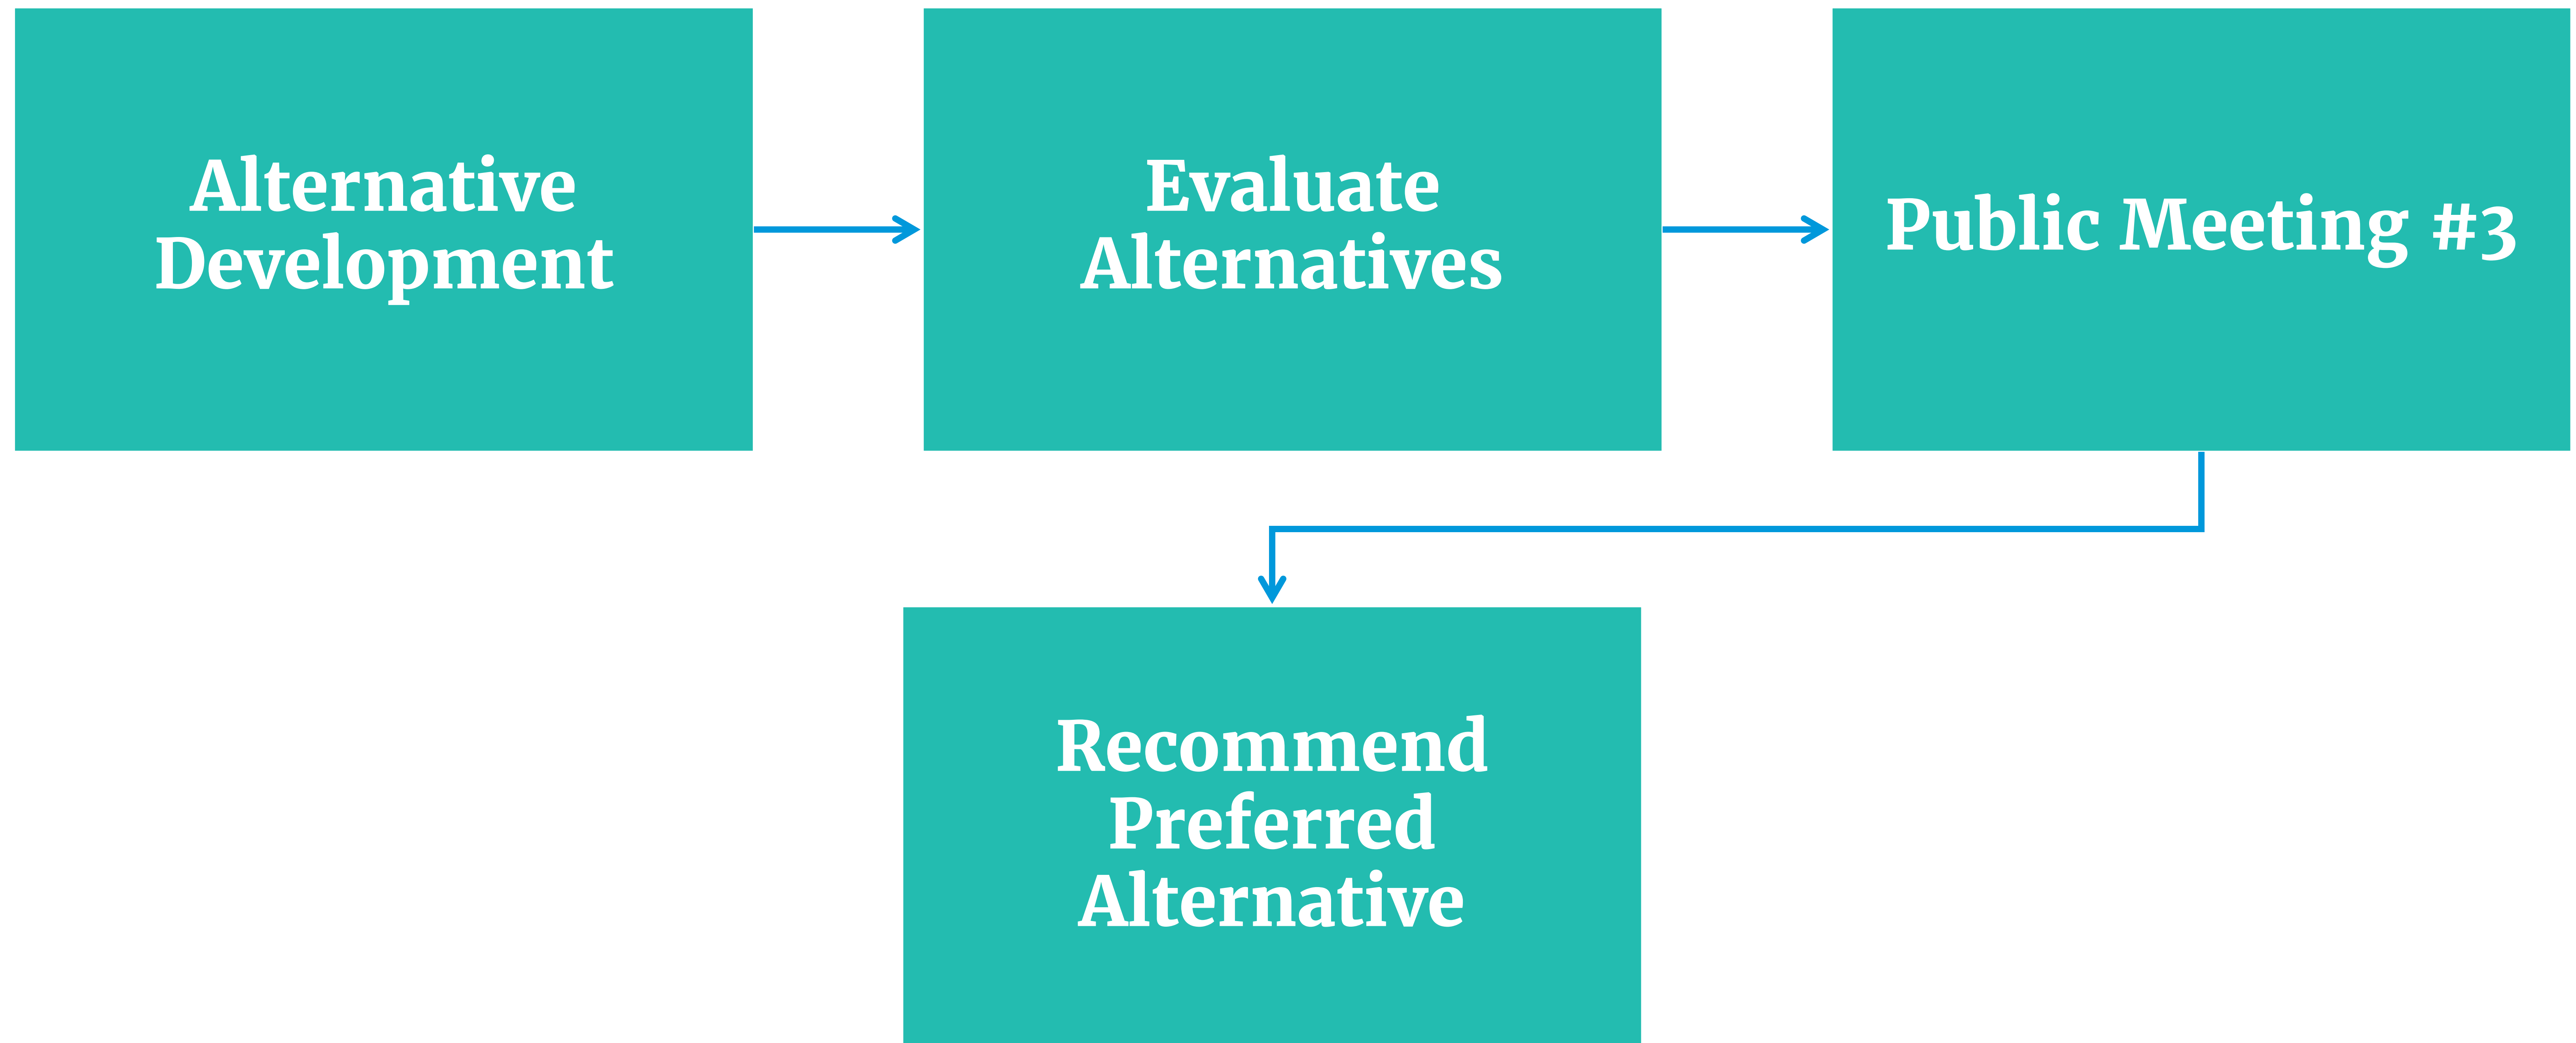 Alternative
Development
Evaluate
Alternatives
Public Meeting #3
Recommend
Preferred
Alternative